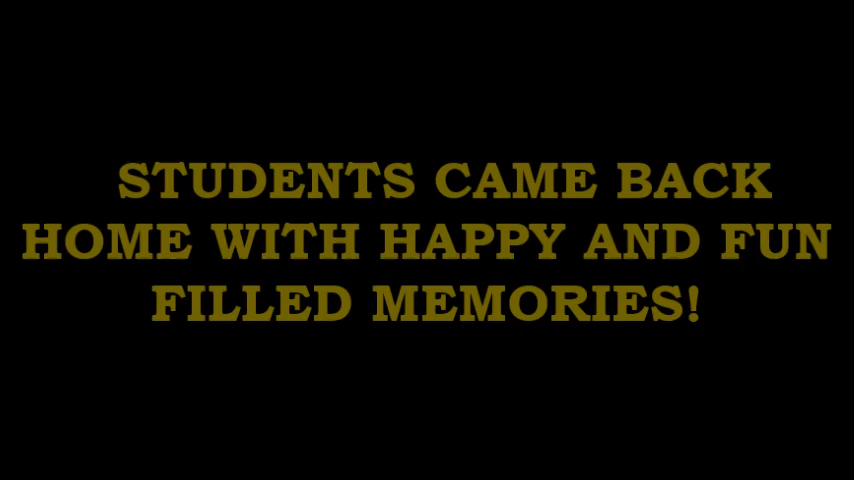 STUDENTS CAME BACK
HOME WITH HAPPY AND FUN
FILLED MEMORIES!